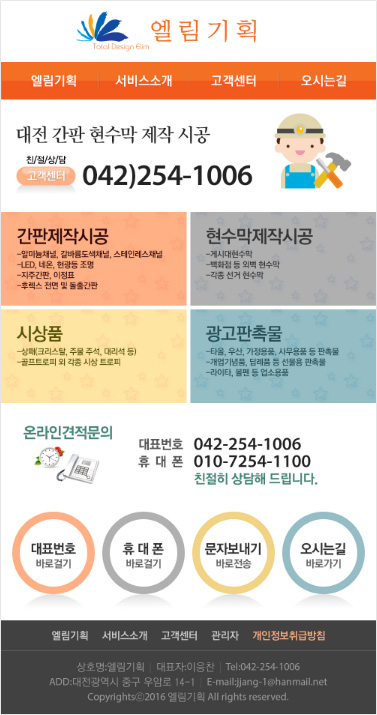 엘림기획
Total Design Elim
엘림기획 서비스소개 고객센터 오시는길
대전 간판 현수막 제작 시공
친/절/상/담
고객센터
042)254-1006
간판제작시공
-알미늄채널, 갈바륨도색채널, 스테인레스채널
-LED, 네온, 현광등 조명
-지주간판, 이정표
-후렉스 전면 및 돌출간판
현수막제작시공
-게시대현수막
-백화점 등 외벽 현수막
-각종 선거 현수막
시상품
-상패(크리스탈, 주물 주석, 대리석 등)
-골프트로피 외 각종 시상 트로피
광고판촉물
-타올, 우산, 가정용품, 사무용품 등 판촉물
-개업기념품, 답례품 등 선물용 판촉물
-라이타, 볼펜 등 업소용품
온라인견적문의
대표번호 042-254-1006
휴 대 폰 010-7254-1100
친절히 상담해 드립니다.
대표번호
바로걸기
휴 대 폰
바로걸기
문자보내기
바로전송
오시는길
바로가기
엘림기획 서비스소개 고객센터 관리자 개인정보취급방침
상호명:엘림기획 | 대표자:이응찬 | Tel:042-254-1006
ADD:대전광역시 중구 우암로 14-1 | E-mail:jjang-1@hanmail.net
Copyrightsⓒ2016 엘림기획 All rights reserved.